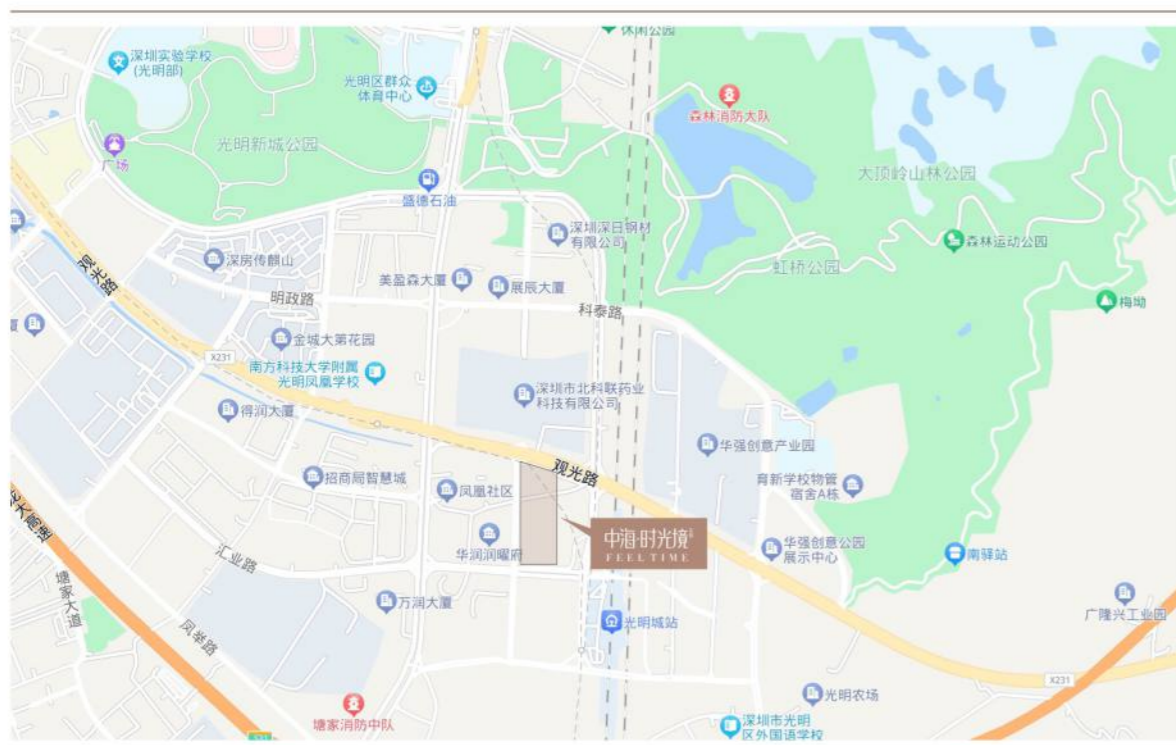 休闲公园
深圳实验学校
(光明部)
光明区群众
体育中心
森林消防大队
广场
光明新城公园
大顶岭山林公园
盛德石油
深圳深日钢材
有限公司
森林运动公园
深房传麒山
虹桥公园
观光路
美盈森大厦
展辰大厦
明政路
科泰路
梅坳
厦
金城大第花园
X231
南方科技大学附属
光明凤凰学校
深圳市北科联药业
科技有限公司
得润大厦
华强创意产业园
观光路
招商局智慧城
凤凰社区
育新学校物管
宿舍A栋
龙大高速
中海·时光境
FEEL TIME
华润润曜府
华强创意公园
展示中心
南驿站
汇业路
塘家大道
万润大厦
广隆兴工业园
光明城站
凤举路
X231
光明农场
塘家消防中队
深圳市光明
区外国语学校
S31